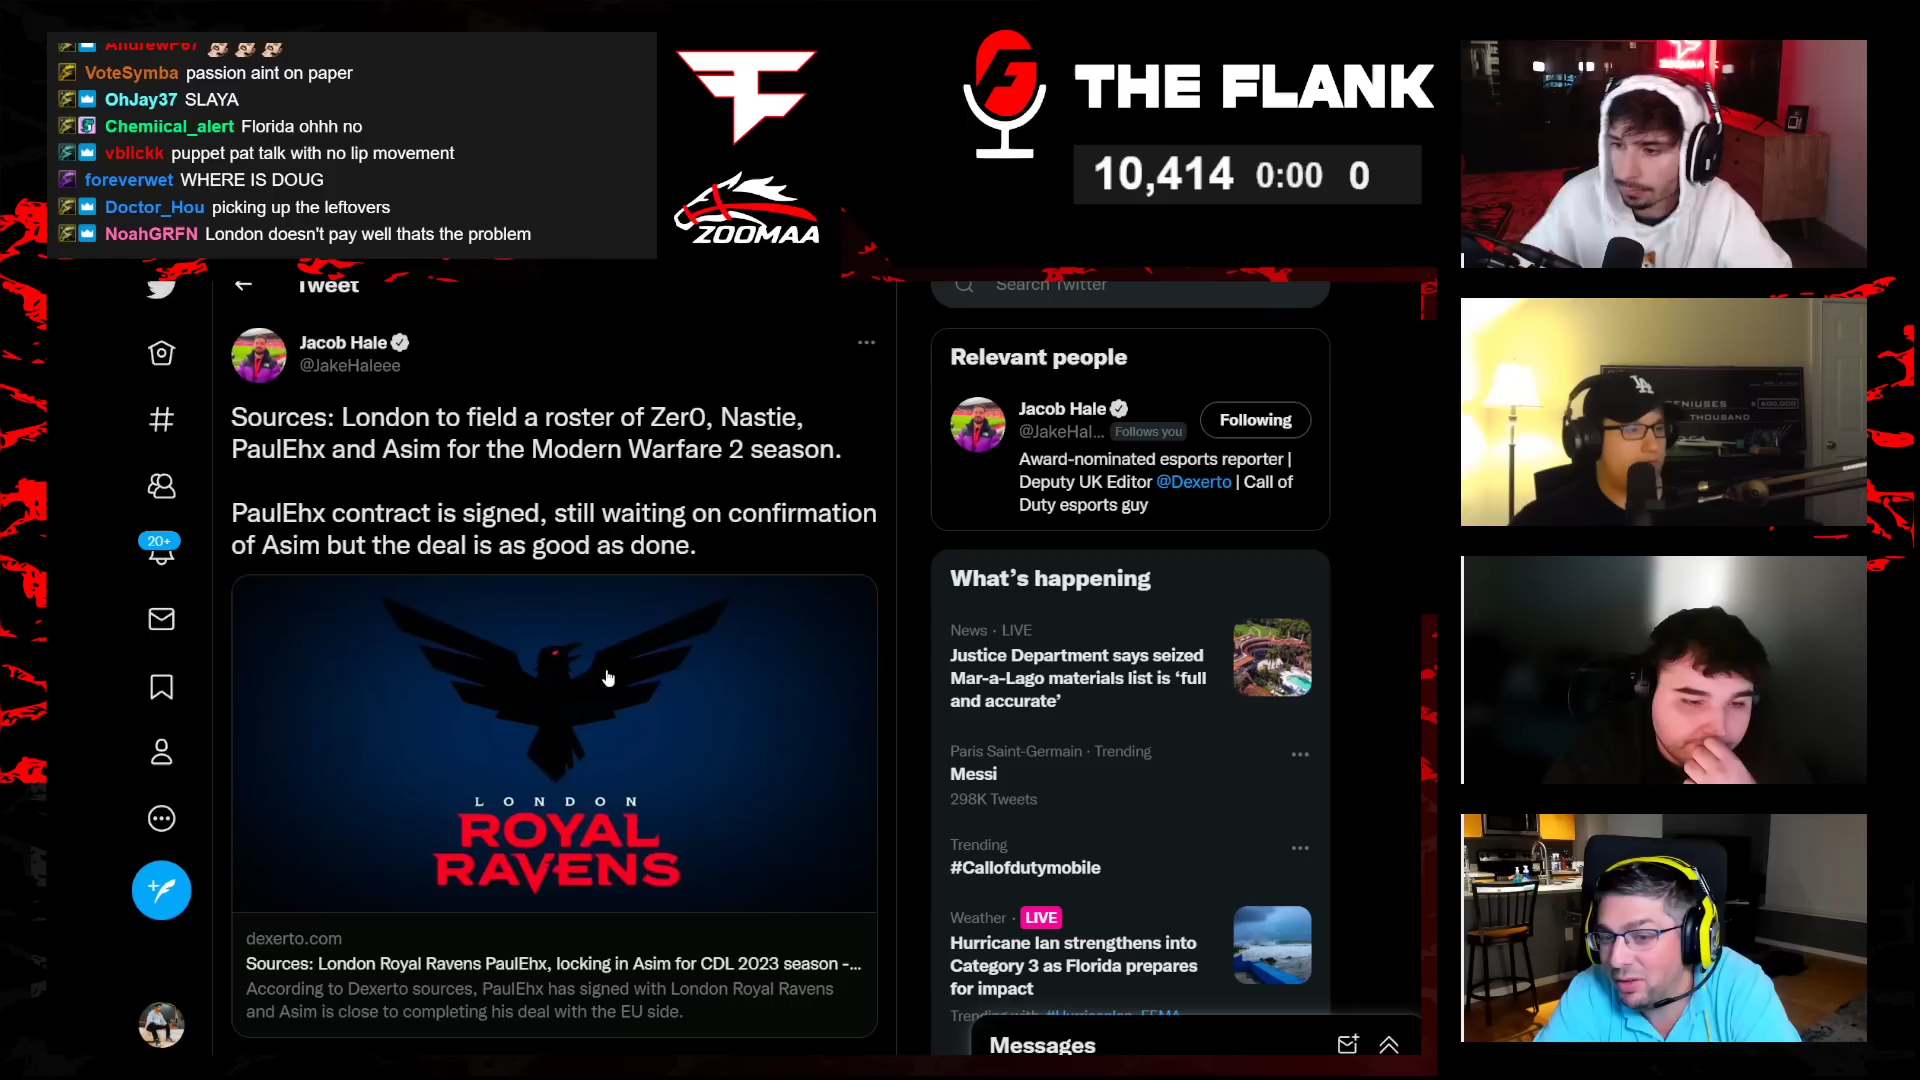 AndrewP67
VoteSymba passion aint on paper
OhJay37 SLAYA
Chemiical_alert Florida ohhh no
vblickk puppet pat talk with no lip movement
foreverwet WHERE IS DOUG
Doctor_Hou picking up the leftovers
NoahGRFN London doesn't pay well thats the problem
ZOOMAA
THE FLANK
10,414 0:00 0
Tweet
Jacob Hale
@JakeHaleee
Sources: London to field a roster of Zer0, Nastie,
PaulEhx and Asim for the Modern Warfare 2 season.
PaulEhx contract is signed, still waiting on confirmation
of Asim but the deal is as good as done.
LONDON
ROYAL
RAVENS
dexerto.com
Sources: London Royal Ravens PaulEhx, locking in Asim for CDL 2023 season -...
According to Dexerto sources, PaulEhx has signed with London Royal Ravens
and Asim is close to completing his deal with the EU side.
20+
Search Twitter
Relevant people
Jacob Hale
@JakeHal... Follows you
Following
Award-nominated esports reporter |
Deputy UK Editor @Dexerto | Call of
Duty esports guy
What's happening
News · LIVE
Justice Department says seized
Mar-a-Lago materials list is 'full
and accurate'
Paris Saint-Germain · Trending
Messi
298K Tweets
Trending
#Callofdutymobile
Weather · LIVE
Hurricane Ian strengthens into
Category 3 as Florida prepares
for impact
Trending with #HurricaneIan, FEMA
Messages
LA
THOUSAND